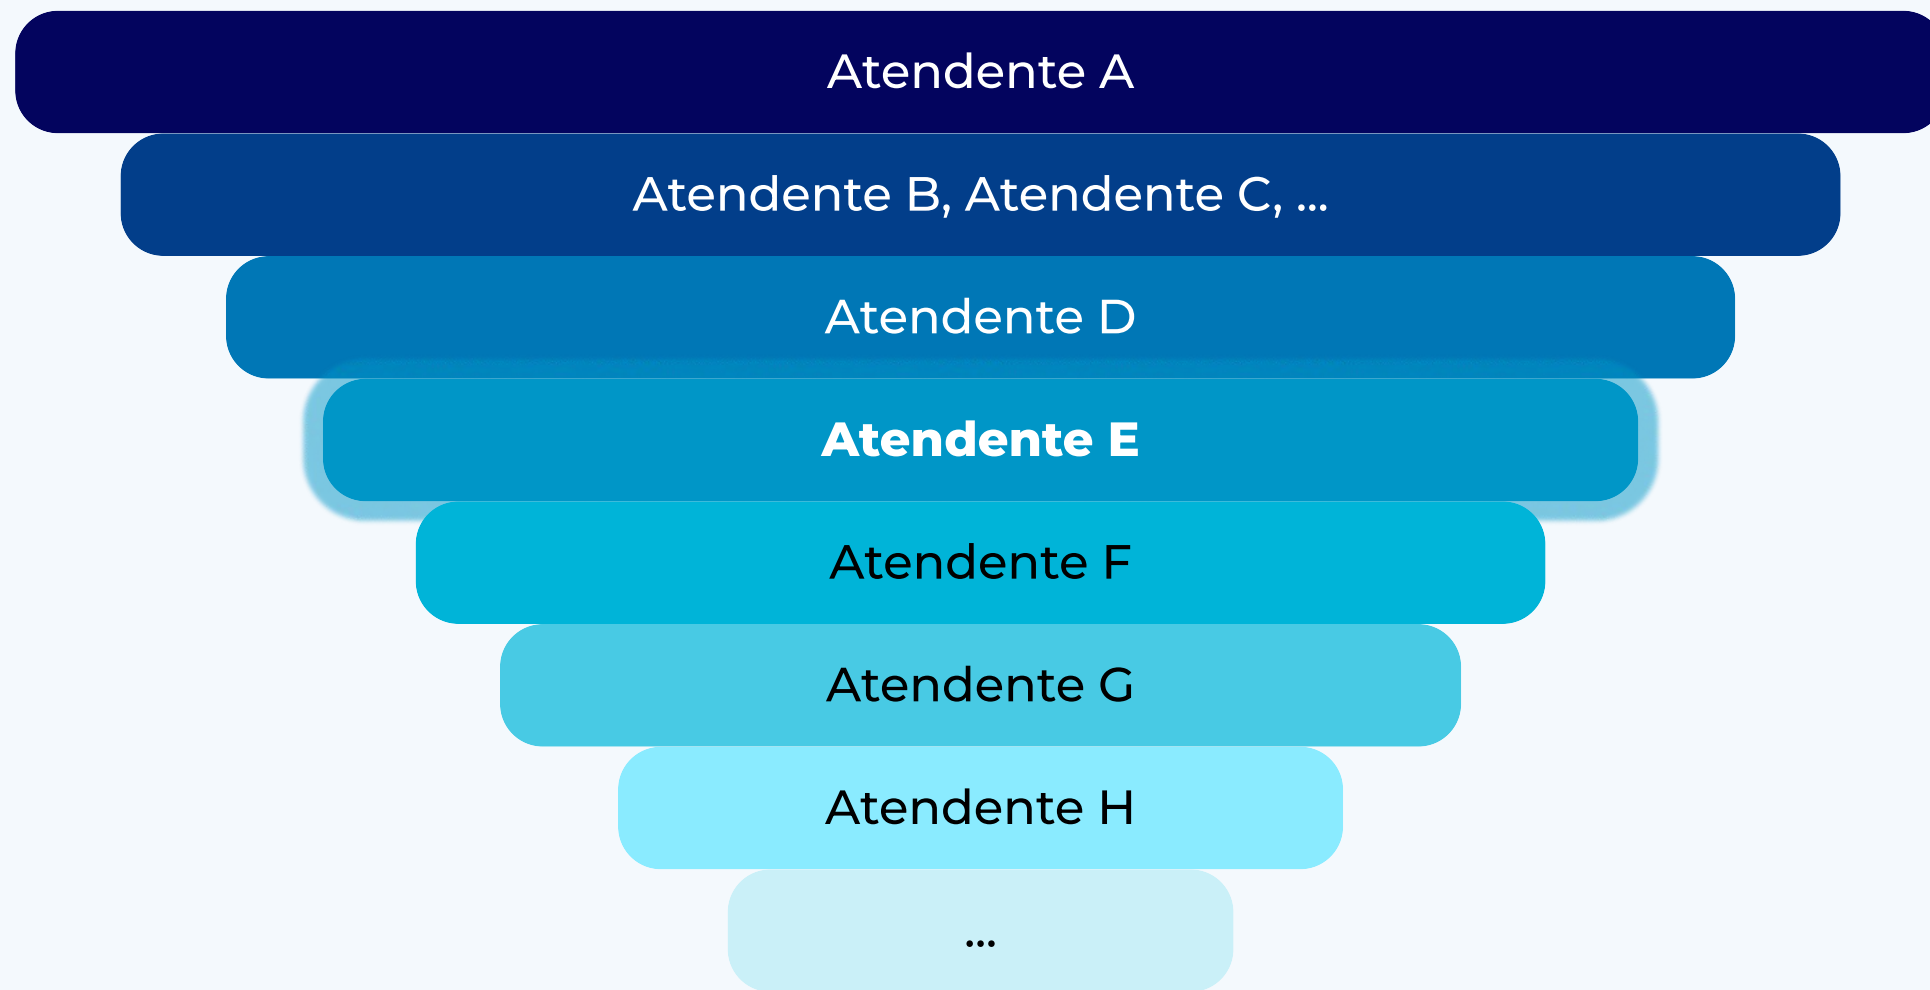 Atendente A
Atendente B, Atendente C, ...
Atendente D
Atendente E
Atendente F
Atendente G
Atendente H
...